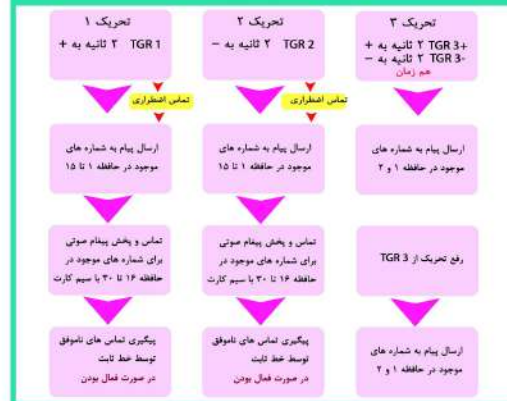 تحریک ۳
TGR 3+ ۲ ثانیه به +
TGR 3- ۲ ثانیه به −
هم زمان
ارسال پیام به شماره های
موجود در حافظه ۱ و ۲
رفع تحریک از TGR 3
ارسال پیام به شماره های
موجود در حافظه ۱ و ۲
تحریک ۲
TGR 2 ۲ ثانیه به −
تماس اضطراری
ارسال پیام به شماره های
موجود در حافظه ۱ تا ۱۵
تماس و پخش پیغام صوتی
برای شماره های موجود در
حافظه ۱۶ تا ۳۰ با سیم کارت
پیگیری تماس های ناموفق
توسط خط ثابت
در صورت فعال بودن
تحریک ۱
TGR 1 ۲ ثانیه به +
تماس اضطراری
ارسال پیام به شماره های
موجود در حافظه ۱ تا ۱۵
تماس و پخش پیغام صوتی
برای شماره های موجود در
حافظه ۱۶ تا ۳۰ با سیم کارت
پیگیری تماس های ناموفق
توسط خط ثابت
در صورت فعال بودن